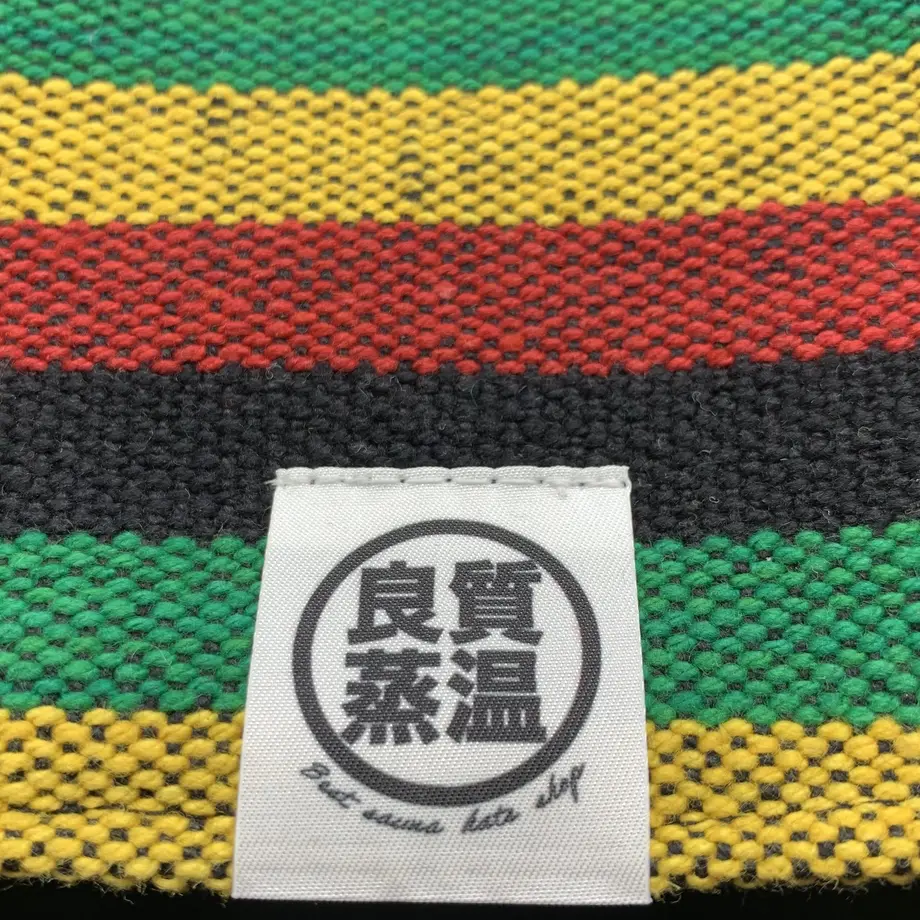 良質
蒸温
Best sauna hats shop